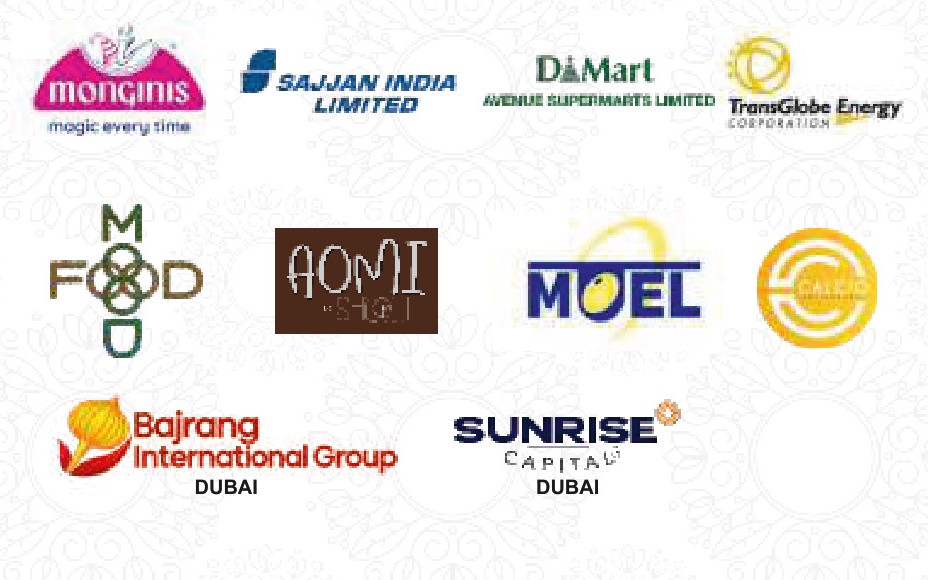 MONGINIS
magic every time
SAJJAN INDIA
LIMITED
DMart
AVENUE SUPERMARTS LIMITED
TransGlobe Energy
CORPORATION
MOOD
FOOD
AOMI
MOEL
Bajrang
International Group
DUBAI
SUNRISE
CAPITAL
DUBAI